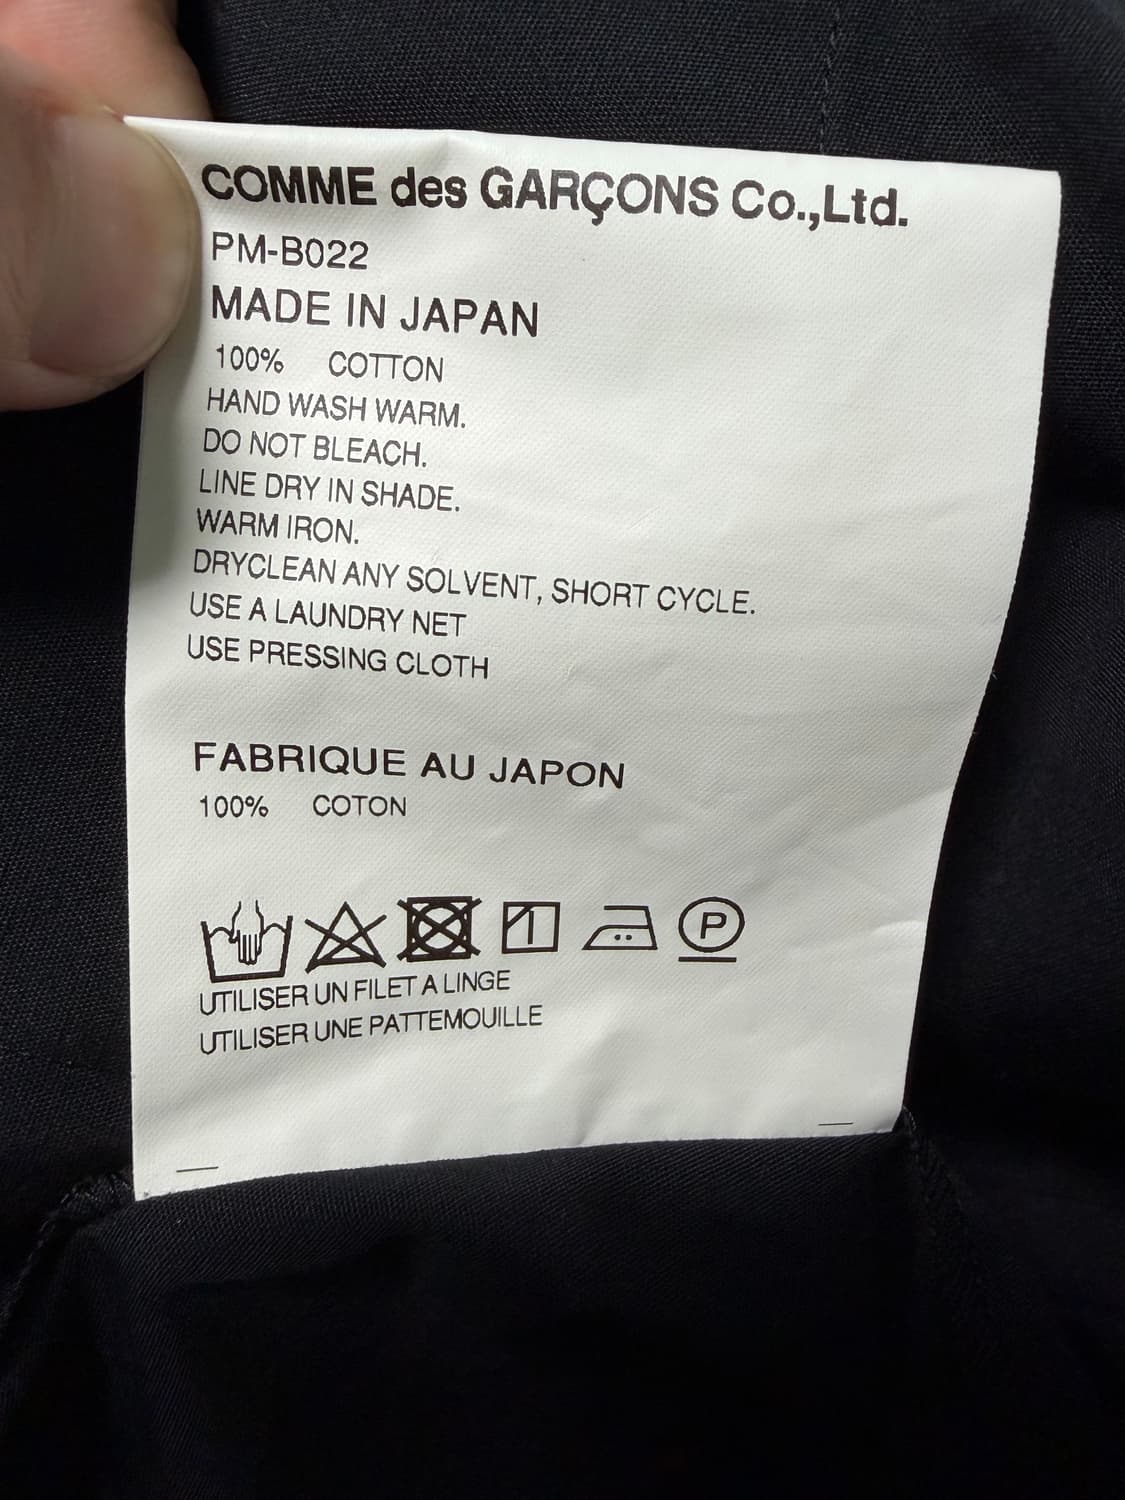 COMME des GARÇONS Co.,Ltd.
PM-B022
MADE IN JAPAN
100% COTTON
HAND WASH WARM.
DO NOT BLEACH.
LINE DRY IN SHADE.
WARM IRON.
DRYCLEAN ANY SOLVENT, SHORT CYCLE.
USE A LAUNDRY NET
USE PRESSING CLOTH
FABRIQUE AU JAPON
100% COTON
P
UTILISER UN FILET A LINGE
UTILISER UNE PATTEMOUILLE